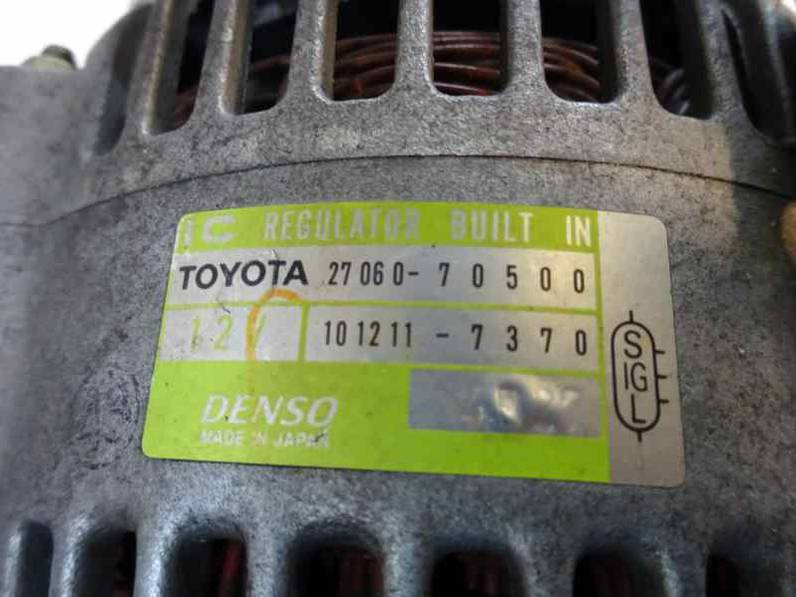 IC REGULATOR BUILT IN
TOYOTA 27060-70500
12V 101211-7370
DENSO
MADE IN JAPAN
S
IG
L